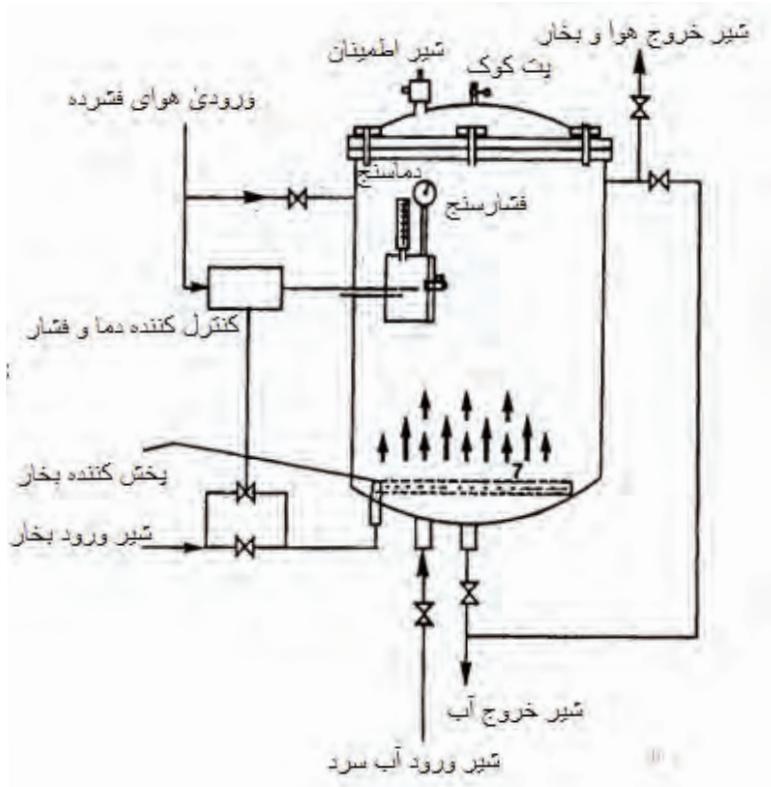 شیر خروج هوا و بخار
شیر اطمینان
پت کوک
ورودی هوای فشرده
دماسنج
فشارسنج
کنترل کننده دما و فشار
7
پخش کننده بخار
شیر ورود بخار
شیر خروج آب
شیر ورود آب سرد